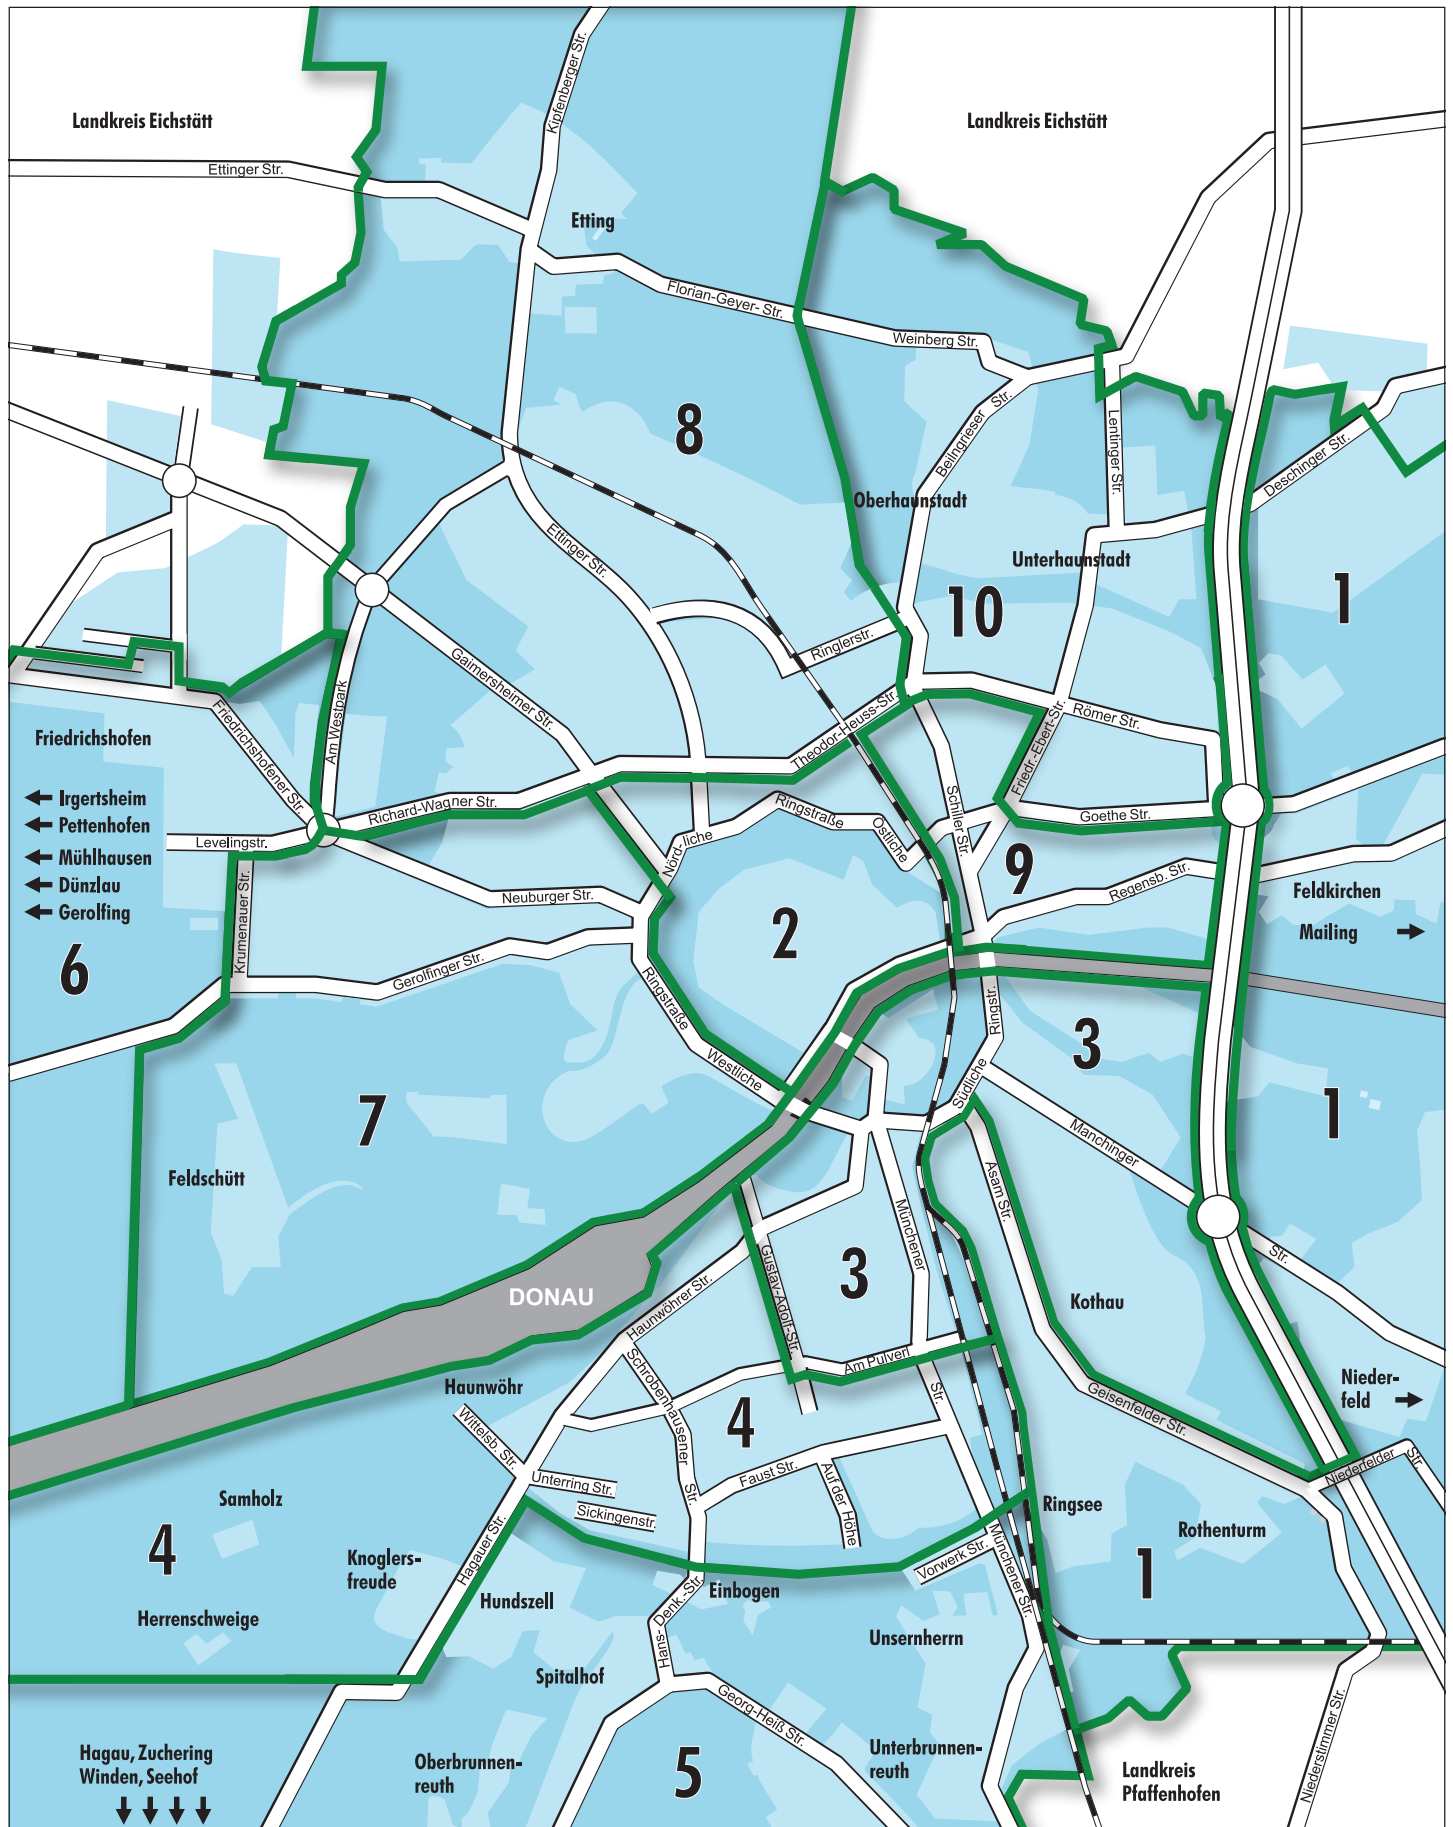 Kipfenberger Str.
Landkreis Eichstätt
Landkreis Eichstätt
Ettinger Str.
Etting
Florian-Geyer- Str.
Weinberg Str.
Beilngrieser Str.
Lentinger Str.
Deschinger Str.
8
Oberhaunstadt
Unterhaunstadt
Ettinger Str.
10
1
Ringlerstr.
Gaimersheimer Str.
Am Westpark
Friedrichshofener Str.
Theodor-Heuss-Str.
Friedr.-Ebert-Str.
Römer Str.
Friedrichshofen
Irgertsheim
Pettenhofen
Mühlhausen
Dünzlau
Gerolfing
Richard-Wagner Str.
Levelingstr.
Ringstraße
Östliche
Nörd- liche
Schiller Str.
Goethe Str.
9
Regensb. Str.
Feldkirchen
Mailing
Neuburger Str.
Krumenauer Str.
Gerolfinger Str.
6
2
Ringstraße
Westliche
Ringstr.
Südliche
3
7
1
Manchinger
Str.
Feldschütt
Asam Str.
Münchener
Str.
Gustav-Adolf-Str.
3
DONAU
Haunwöhrer Str.
Kothau
Am Pulverl
Schrobenhausener
Str.
Haunwöhr
Nieder-
feld
Geisenfelder Str.
4
Wittelsb. Str.
Unterring Str.
Sickingenstr.
Faust Str.
Auf der Höhe
Niederfelder
Str.
Samholz
Ringsee
Rothenturm
4
Hagauer Str.
Knoglers-
freude
Vorwerk Str.
Münchener Str.
1
Hundszell
Einbogen
Herrenschweige
Hans-
Denk.-Str.
Unsernherrn
Spitalhof
Georg-Heiß Str.
Niederstimmer Str.
Hagau, Zuchering
Winden, Seehof
Oberbrunnen-
reuth
5
Unterbrunnen-
reuth
Landkreis
Pfaffenhofen